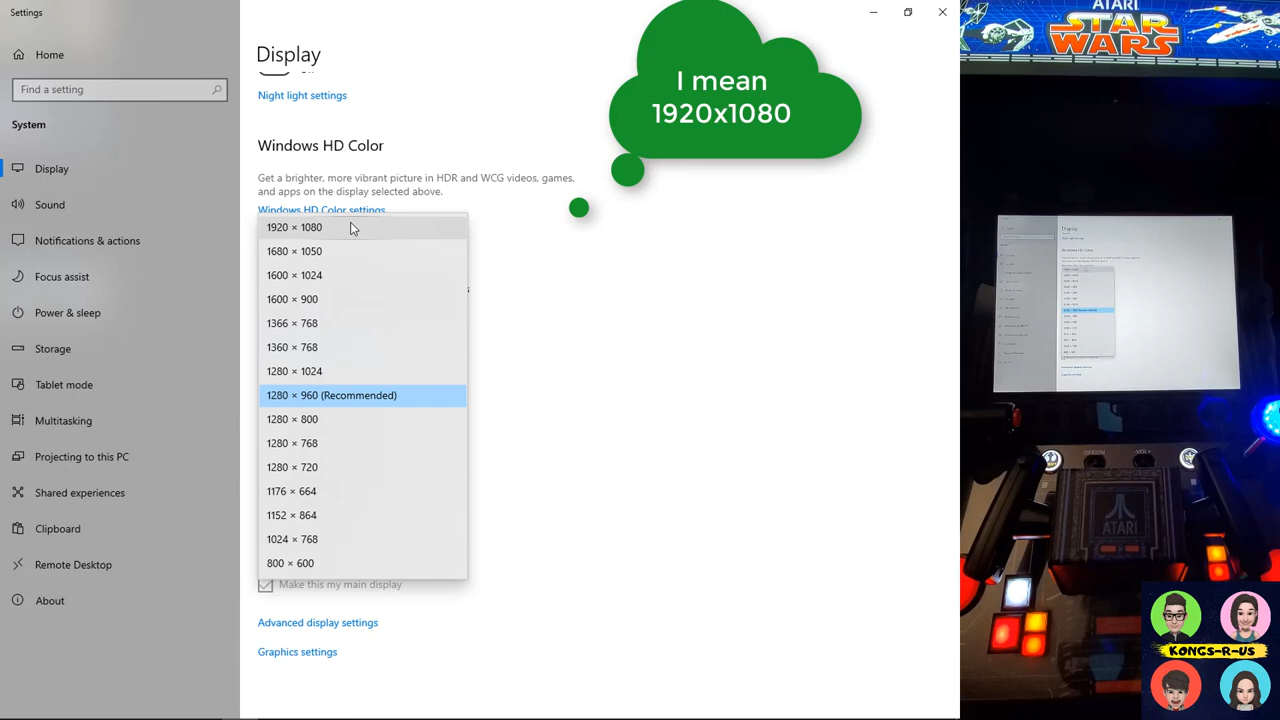 Settings
Display
Night light settings
Windows HD Color
Get a brighter, more vibrant picture in HDR and WCG videos, games,
and apps on the display selected above.
Windows HD Color settings
1920 × 1080
1680 × 1050
1600 × 1024
1600 × 900
1366 × 768
1360 × 768
1280 × 1024
1280 × 960 (Recommended)
1280 × 800
1280 × 768
1280 × 720
1176 × 664
1152 × 864
1024 × 768
800 × 600
Make this my main display
Advanced display settings
Graphics settings
System
Display
Sound
Notifications & actions
Focus assist
Power & sleep
Storage
Tablet mode
Multitasking
Projecting to this PC
Shared experiences
Clipboard
Remote Desktop
About
I mean
1920x1080
ATARI
STAR
WARS
OFF/ON
VOL+
ATARI
KONGS-R-US